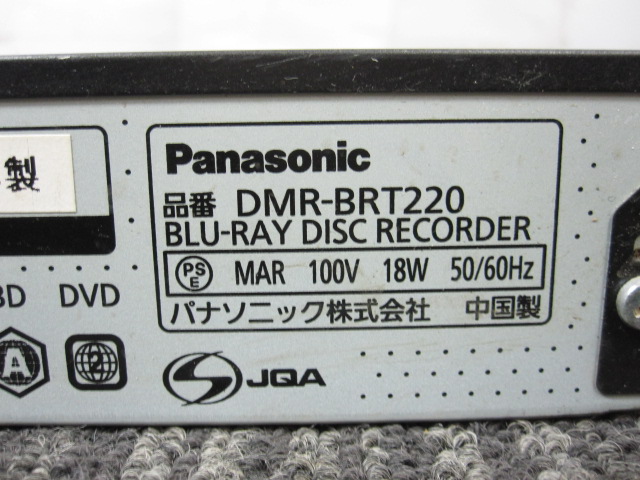 製
Panasonic
品番 DMR-BRT220
BLU-RAY DISC RECORDER
PSE MAR 100V 18W 50/60Hz
パナソニック株式会社 中国製
BD DVD
A 2
JQA